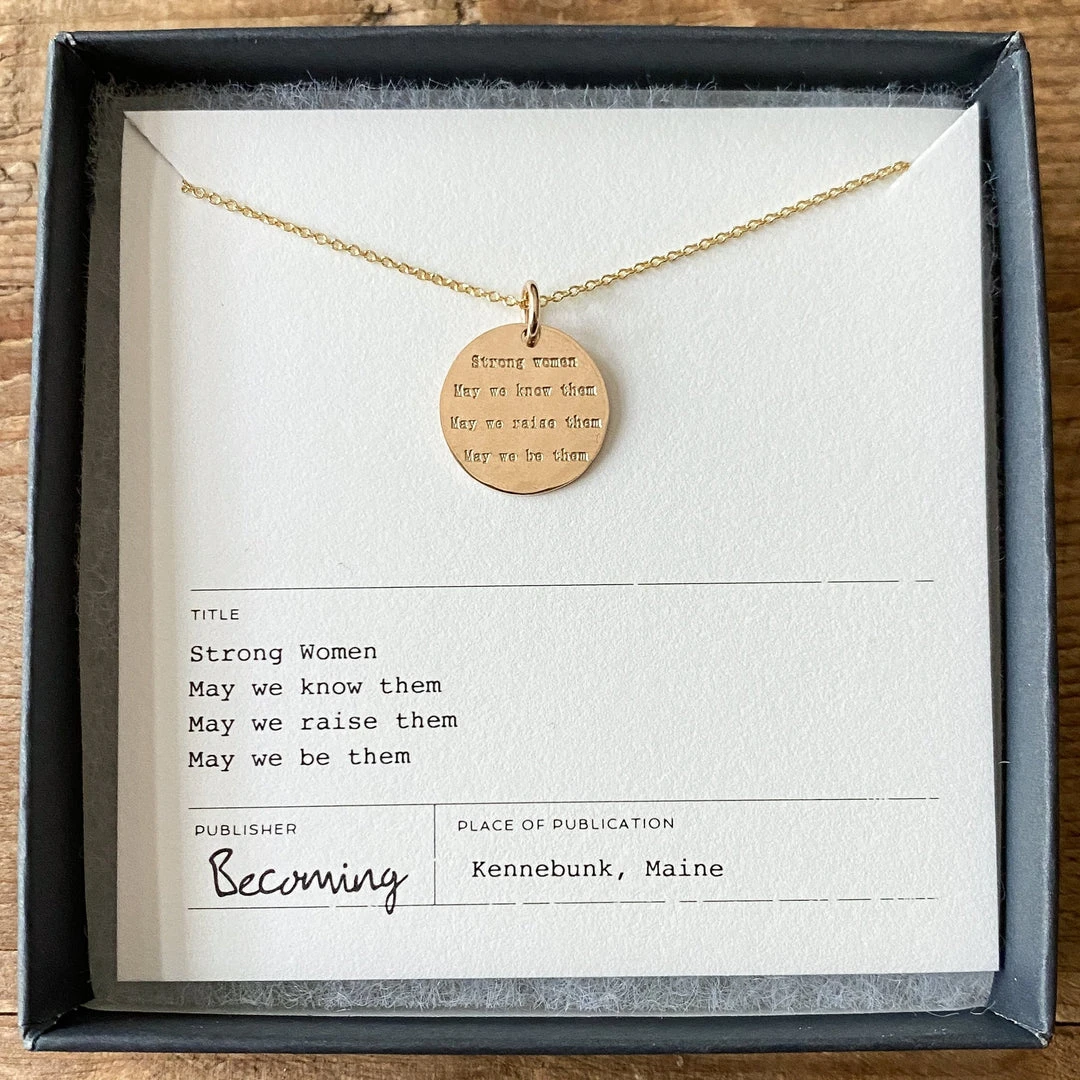 Strong women
May we know them
May we raise them
May we be them
TITLE
Strong Women
May we know them
May we raise them
May we be them
PUBLISHER
Becoming
PLACE OF PUBLICATION
Kennebunk, Maine